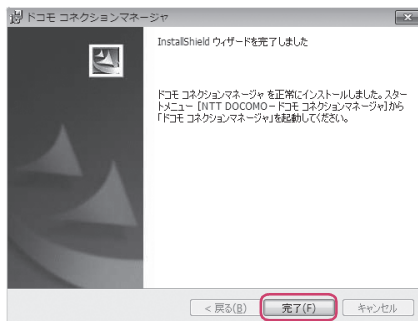 ドコモ コネクションマネージャ
InstallShield ウィザードを完了しました
ドコモ コネクションマネージャ を正常にインストールしました。スター
トメニュー [NTT DOCOMO－ドコモ コネクションマネージャ]から
「ドコモ コネクションマネージャ」を起動してください。
< 戻る(B) 完了(F) キャンセル